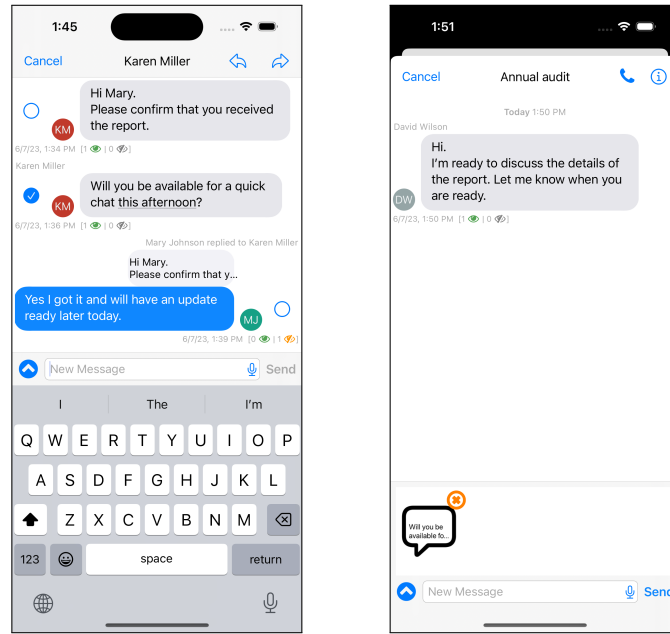 1:45
Cancel
Karen Miller
Hi Mary.
Please confirm that you received
the report.
KM
6/7/23, 1:34 PM [1 | 0 ]
Karen Miller
Will you be available for a quick
chat this afternoon?
KM
6/7/23, 1:36 PM [1 | 0 ]
Mary Johnson replied to Karen Miller
Hi Mary.
Please confirm that y...
Yes I got it and will have an update
ready later today.
MJ
6/7/23, 1:39 PM [0 | 1 ]
New Message
Send
I The I'm
Q W E R T Y U I O P
A S D F G H J K L
Z X C V B N M
123 space return
1:51
Cancel
Annual audit
Today 1:50 PM
David Wilson
Hi.
I'm ready to discuss the details of
the report. Let me know when you
are ready.
DW
6/7/23, 1:50 PM [1 | 0 ]
Will you be
available fo...
New Message
Send